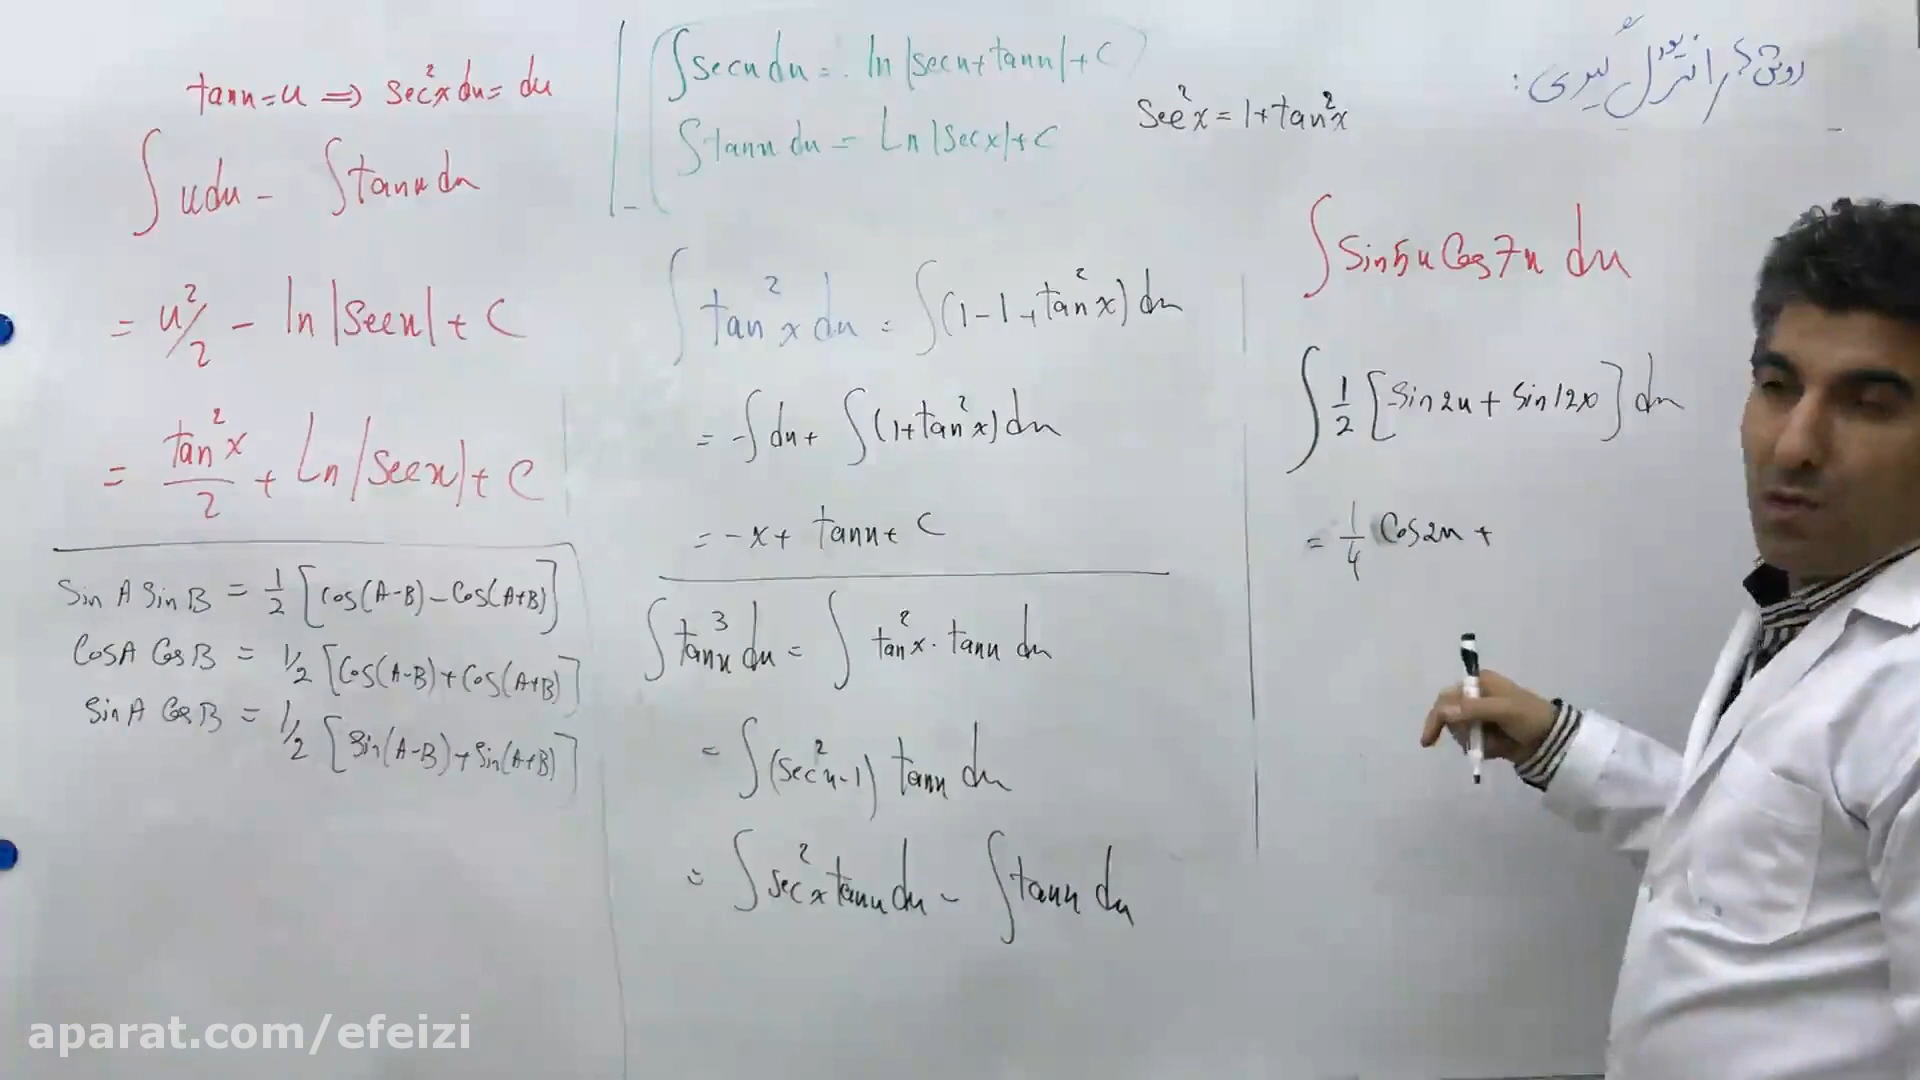 روش های انتگرال گیری :
tanx = u ⟹ sec²x dx = du
∫ u du - ∫ tanx dx
= u²/2 - ln |secx| + C
= tan²x/2 + Ln |secx| + C
Sin A Sin B = 1/2 [cos(A-B) - Cos(A+B)]
CosA CosB = 1/2 [Cos(A-B) + Cos(A+B)]
SinA CosB = 1/2 [Sin(A-B) + Sin(A+B)]
∫ secx dx = ln |secx + tanx| + C
∫ tanx dx = Ln |Secx| + C
Sec²x = 1 + tan²x
∫ tan²x dx = ∫ (1 - 1 + tan²x) dx
= -∫ dx + ∫ (1 + tan²x) dx
= -x + tanx + C
∫ tan³x dx = ∫ tan²x . tanx dx
= ∫ (sec²x - 1) tanx dx
= ∫ sec²x tanx dx - ∫ tanx dx
∫ Sin5x Cos7x dx
∫ 1/2 [Sin2x + Sin12x] dx
= 1/4 Cos2x +
aparat.com/efeizi